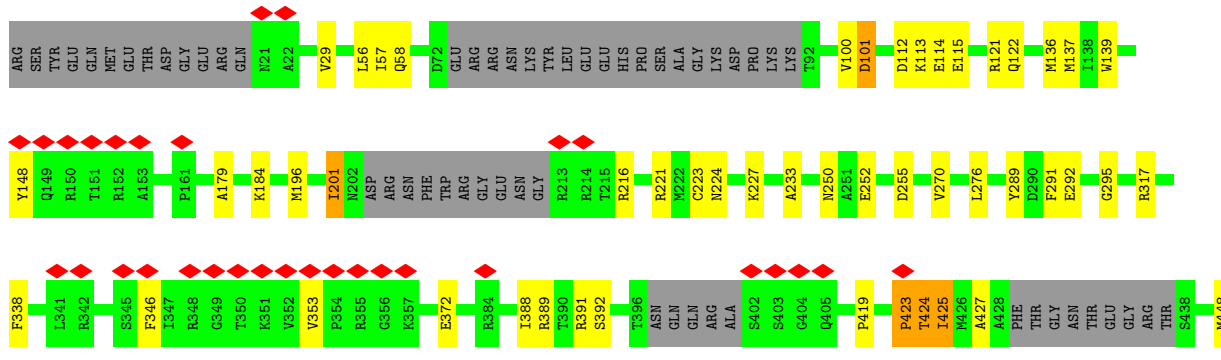 ARG SER TYR GLU GLN MET GLU THR ASP GLY GLU ARG GLN N21 A22 V29 L56 I57 Q58 D72 GLU ARG ARG ASN LYS TYR LEU GLU GLU HIS PRO SER ALA GLY LYS ASP PRO LYS LYS T92 V100 D101 D112 K113 E114 E115 R121 Q122 M136 M137 I138 W139
Y148 Q149 R150 T151 R152 A153 P161 A179 K184 M196 I201 N202 ASP ARG ASN PHE TRP ARG GLY GLU ASN GLY R213 R214 T215 R216 R221 M222 C223 N224 K227 A233 N250 A251 E252 D255 V270 L276 Y289 D290 F291 E292 G295 R317
F338 L341 R342 S345 F346 I347 R348 G349 T350 K351 V352 V353 P354 R355 G356 K357 E372 R384 I388 R389 T390 R391 S392 T396 ASN GLN GLN ARG ALA S402 S403 G404 Q405 P419 P423 T424 I425 M426 A427 A428 PHE THR GLY ASN THR GLU GLY ARG THR S438 M448